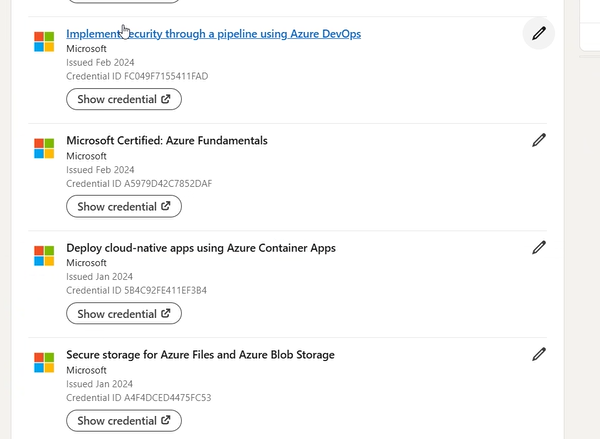 Implement security through a pipeline using Azure DevOps
Microsoft
Issued Feb 2024
Credential ID FC049F7155411FAD
Show credential
Microsoft Certified: Azure Fundamentals
Microsoft
Issued Feb 2024
Credential ID A5979D42C7852DAF
Show credential
Deploy cloud-native apps using Azure Container Apps
Microsoft
Issued Jan 2024
Credential ID 5B4C92FE411EF3B4
Show credential
Secure storage for Azure Files and Azure Blob Storage
Microsoft
Issued Jan 2024
Credential ID A4F4DCED4475FC53
Show credential